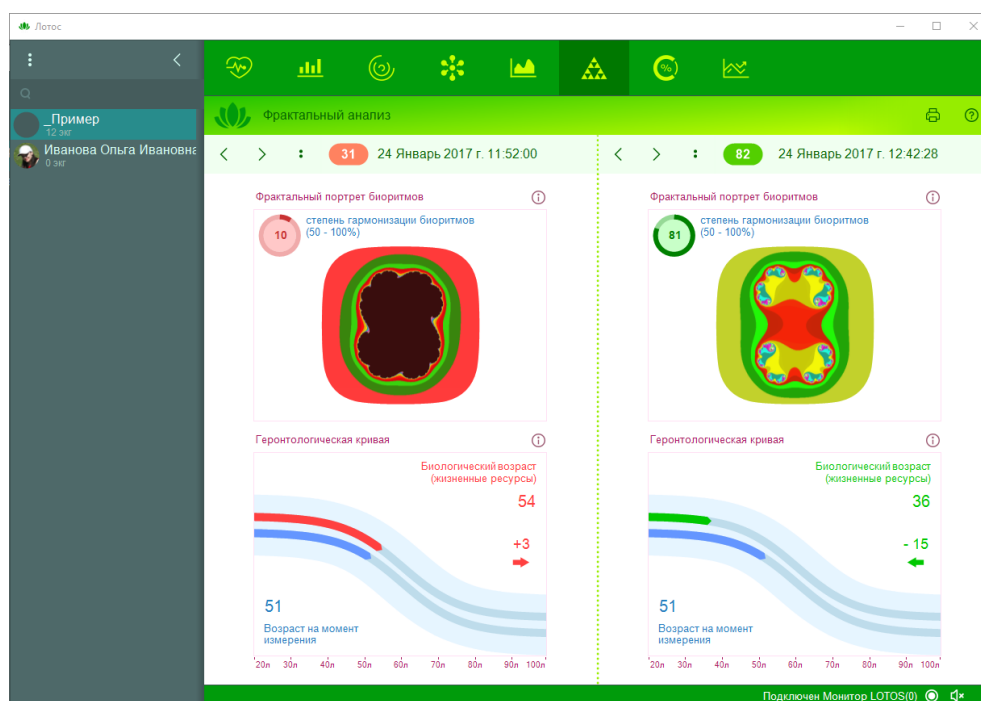 Лотос
_Пример
12 экг
Иванова Ольга Ивановна
0 экг
%
Фрактальный анализ
31 24 Январь 2017 г. 11:52:00
Фрактальный портрет биоритмов
10
степень гармонизации биоритмов
(50 - 100%)
Геронтологическая кривая
Биологический возраст
(жизненные ресурсы)
54
+3
51
Возраст на момент
измерения
20л 30л 40л 50л 60л 70л 80л 90л 100л
82 24 Январь 2017 г. 12:42:28
Фрактальный портрет биоритмов
81
степень гармонизации биоритмов
(50 - 100%)
Геронтологическая кривая
Биологический возраст
(жизненные ресурсы)
36
- 15
51
Возраст на момент
измерения
20л 30л 40л 50л 60л 70л 80л 90л 100л
Подключен Монитор LOTOS(0)